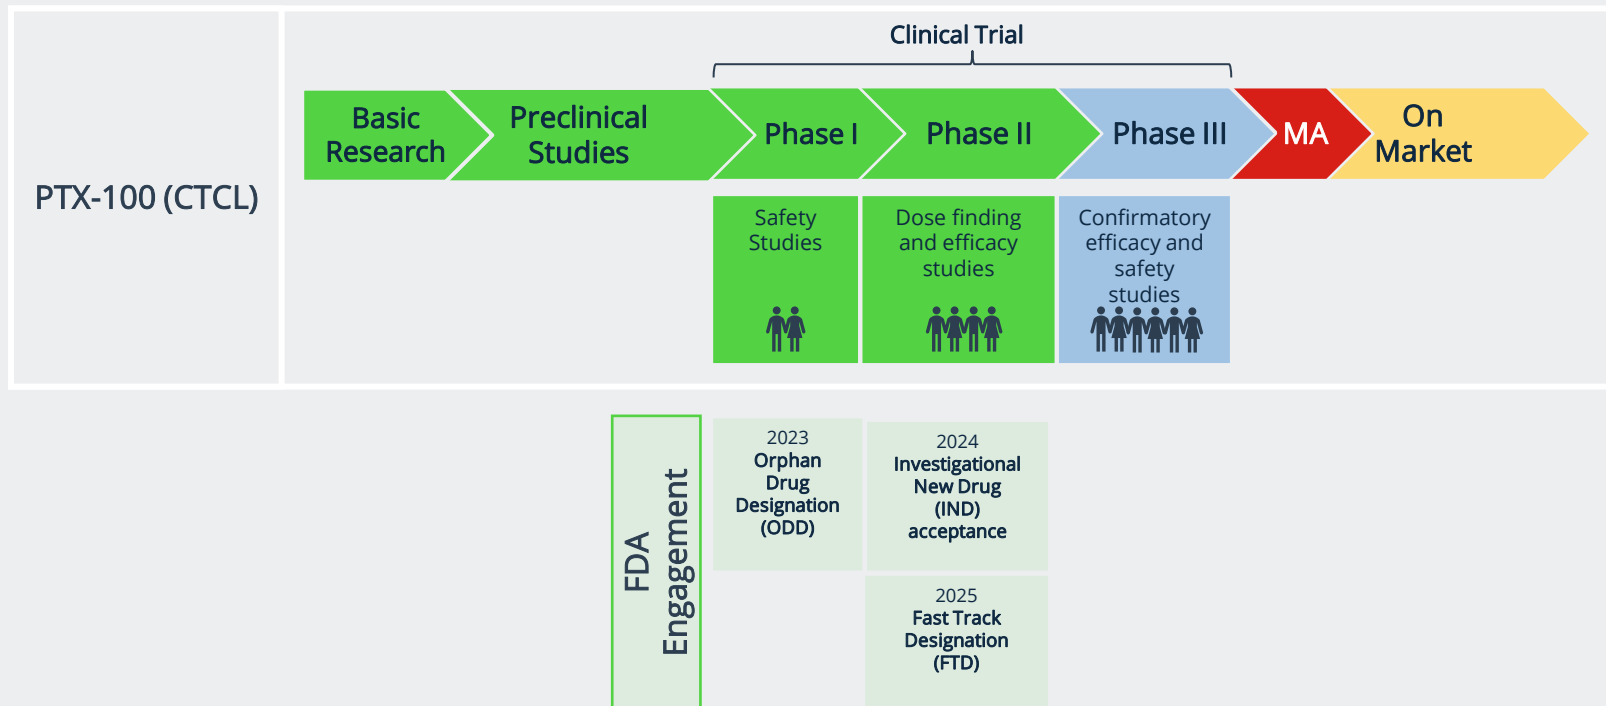 Clinical Trial
Basic
Research
Preclinical
Studies
Phase I
Phase II
Phase III
MA
On
Market
PTX-100 (CTCL)
Safety
Studies
Dose finding
and efficacy
studies
Confirmatory
efficacy and
safety
studies
FDA
Engagement
2023
Orphan
Drug
Designation
(ODD)
2024
Investigational
New Drug
(IND)
acceptance
2025
Fast Track
Designation
(FTD)